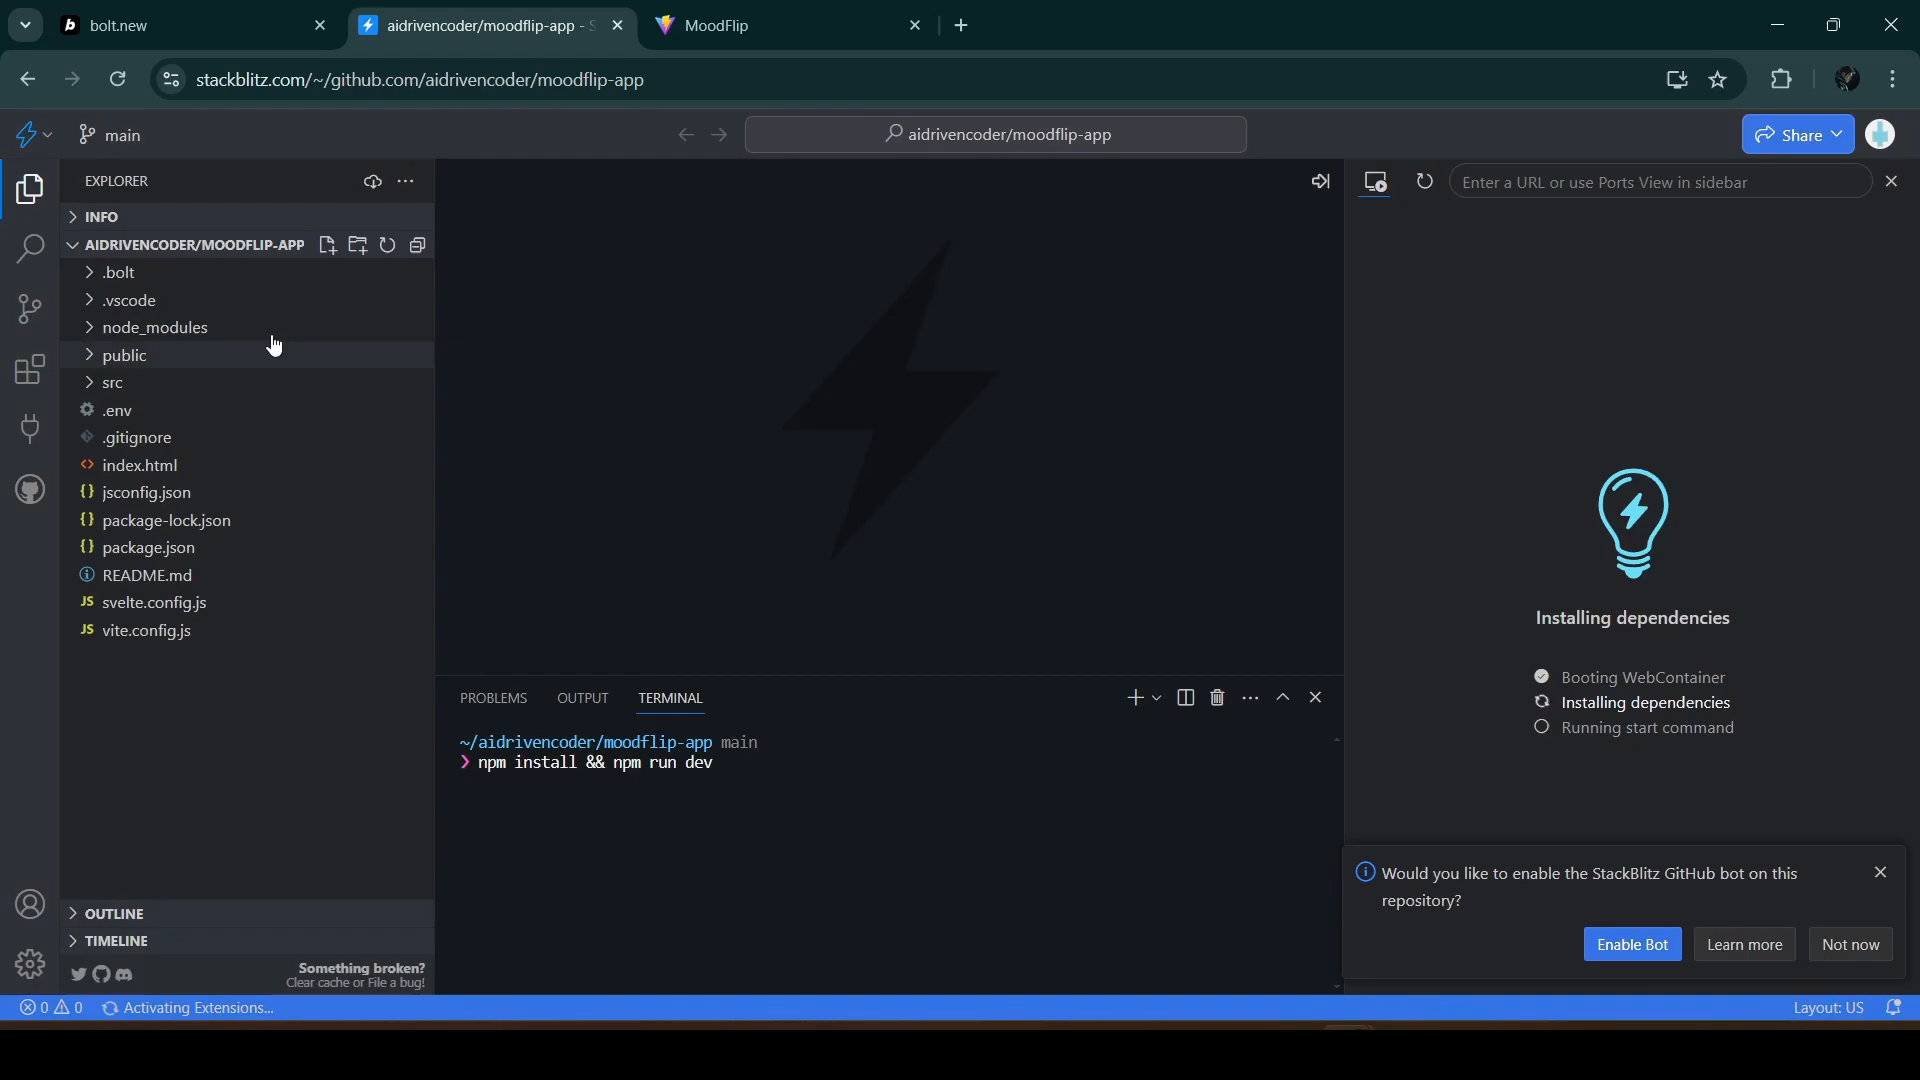 bolt.new
aidrivencoder/moodflip-app - S
MoodFlip
stackblitz.com/~/github.com/aidrivencoder/moodflip-app
main
aidrivencoder/moodflip-app
Share
EXPLORER
Enter a URL or use Ports View in sidebar
INFO
AIDRIVENCODER/MOODFLIP-APP
.bolt
.vscode
node_modules
public
src
.env
.gitignore
index.html
jsconfig.json
package-lock.json
package.json
README.md
JS svelte.config.js
JS vite.config.js
Installing dependencies
Booting WebContainer
Installing dependencies
Running start command
PROBLEMS
OUTPUT
TERMINAL
~/aidrivencoder/moodflip-app main
❯ npm install && npm run dev
Would you like to enable the StackBlitz GitHub bot on this
repository?
Enable Bot
Learn more
Not now
OUTLINE
TIMELINE
Something broken?
Clear cache or File a bug!
0 0 Activating Extensions...
Layout: US